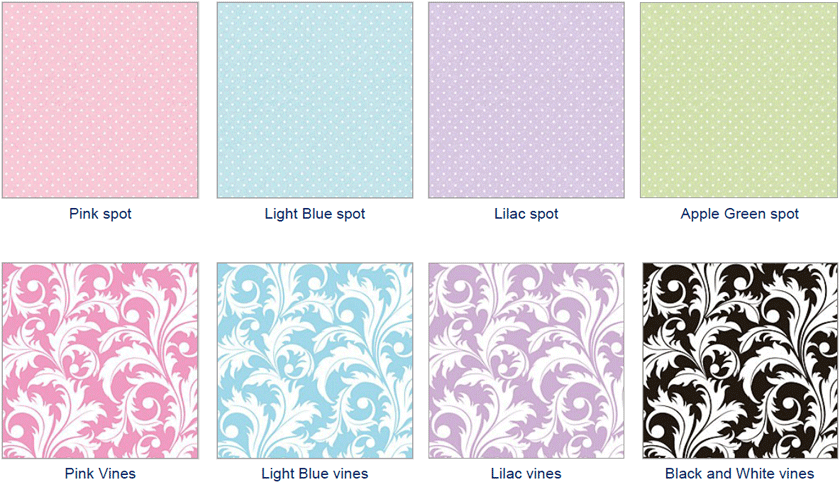 Pink spot
Light Blue spot
Lilac spot
Apple Green spot
Pink Vines
Light Blue vines
Lilac vines
Black and White vines